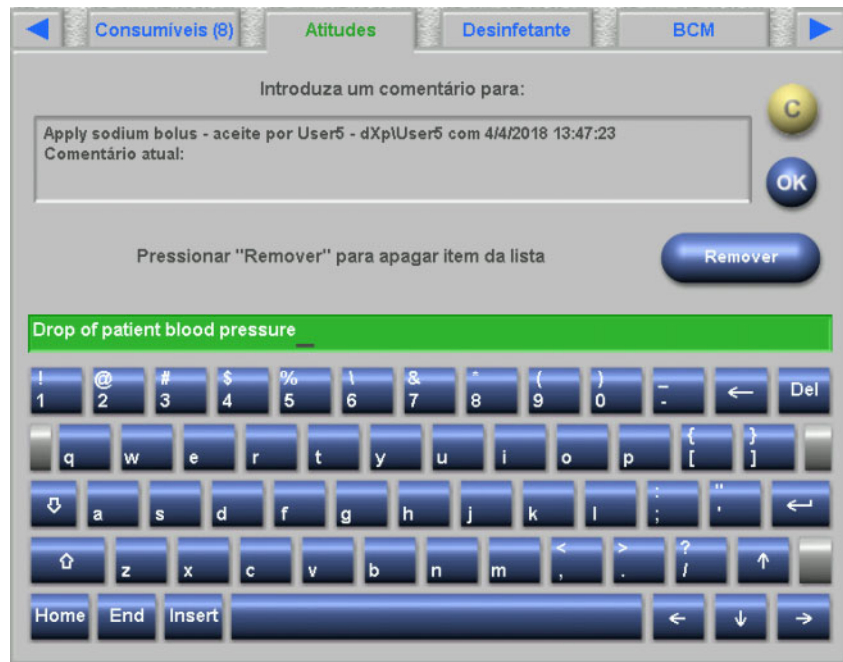 Consumíveis (8) Atitudes Desinfetante BCM
Introduza um comentário para:
C
Apply sodium bolus - aceite por User5 - dXp\User5 com 4/4/2018 13:47:23
Comentário atual:
OK
Pressionar "Remover" para apagar item da lista
Remover
Drop of patient blood pressure_
! @ # $ % \ & * ( ) _
1 2 3 4 5 6 7 8 9 0 - ← Del
{ }
q w e r t y u i o p [ ]
: "
a s d f g h j k l ; '
< > ?
z x c v b n m , . / ↑
Home End Insert ← ↓ →